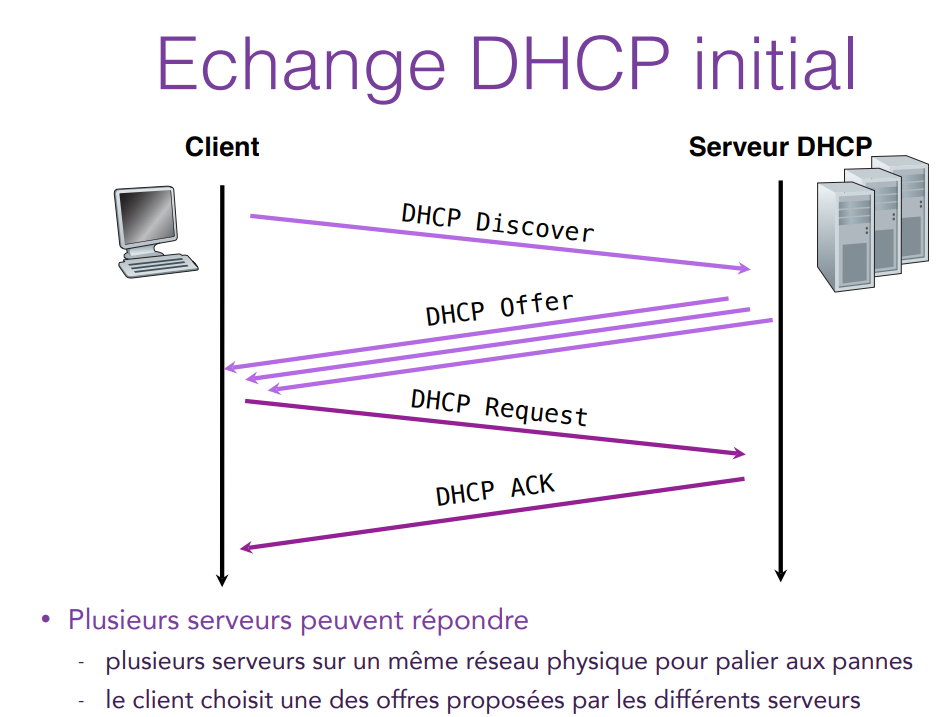 Echange DHCP initial
Client
Serveur DHCP
DHCP Discover
DHCP Offer
DHCP Request
DHCP ACK
• Plusieurs serveurs peuvent répondre
- plusieurs serveurs sur un même réseau physique pour palier aux pannes
- le client choisit une des offres proposées par les différents serveurs